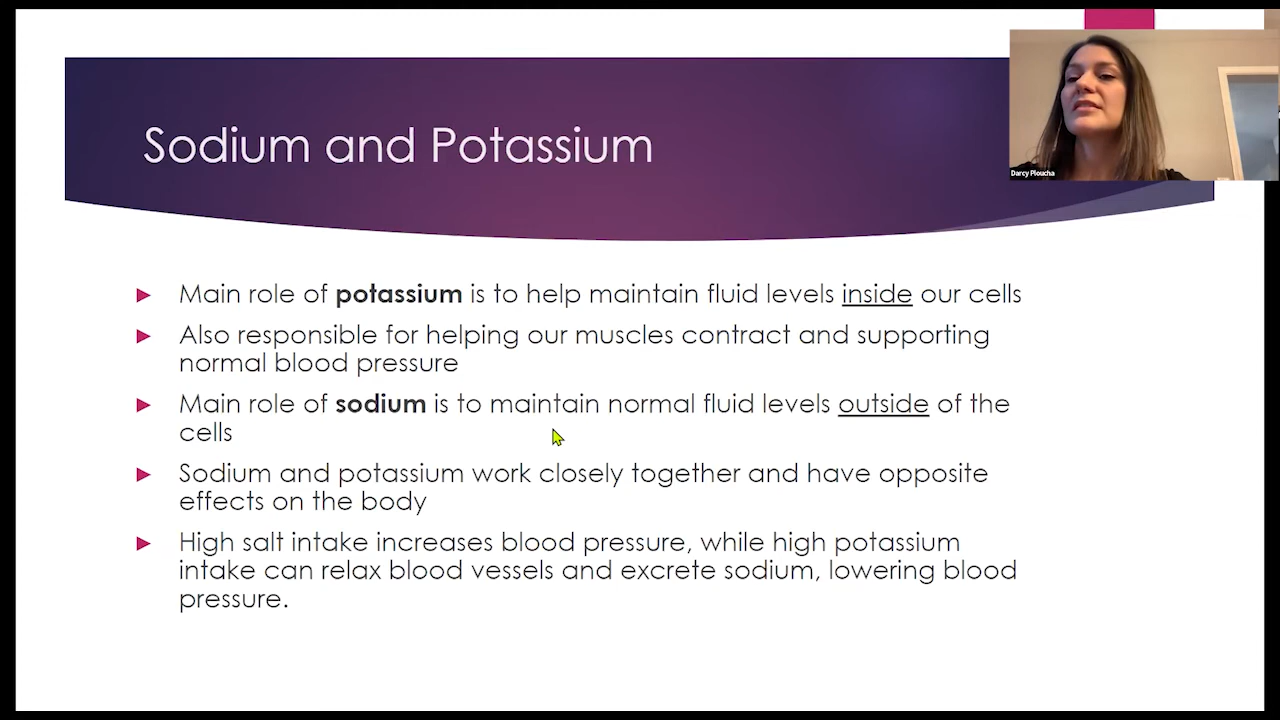 Sodium and Potassium
Darcy Ploucha
Main role of potassium is to help maintain fluid levels inside our cells
Also responsible for helping our muscles contract and supporting
normal blood pressure
Main role of sodium is to maintain normal fluid levels outside of the
cells
Sodium and potassium work closely together and have opposite
effects on the body
High salt intake increases blood pressure, while high potassium
intake can relax blood vessels and excrete sodium, lowering blood
pressure.